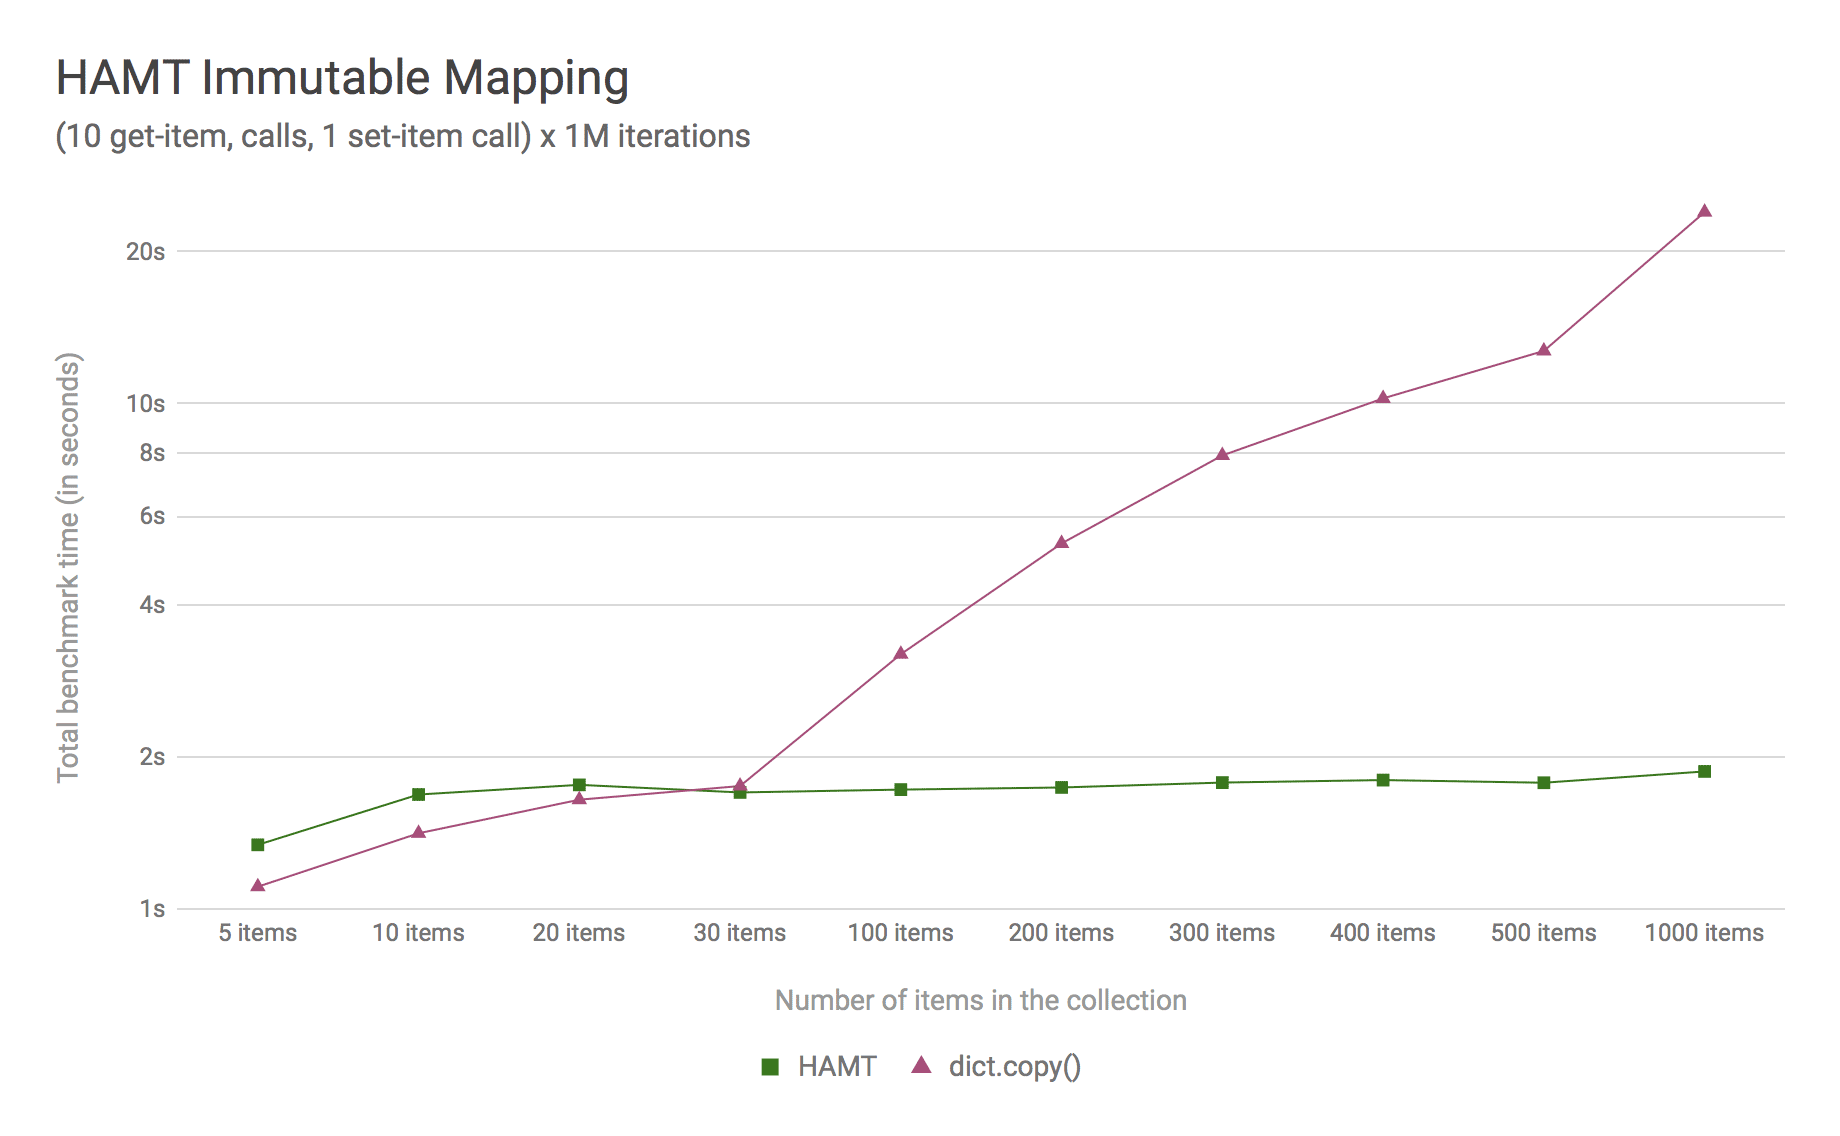 HAMT Immutable Mapping
(10 get-item, calls, 1 set-item call) x 1M iterations
Total benchmark time (in seconds)
20s
10s
8s
6s
4s
2s
1s
5 items
10 items
20 items
30 items
100 items
200 items
300 items
400 items
500 items
1000 items
Number of items in the collection
HAMT
dict.copy()